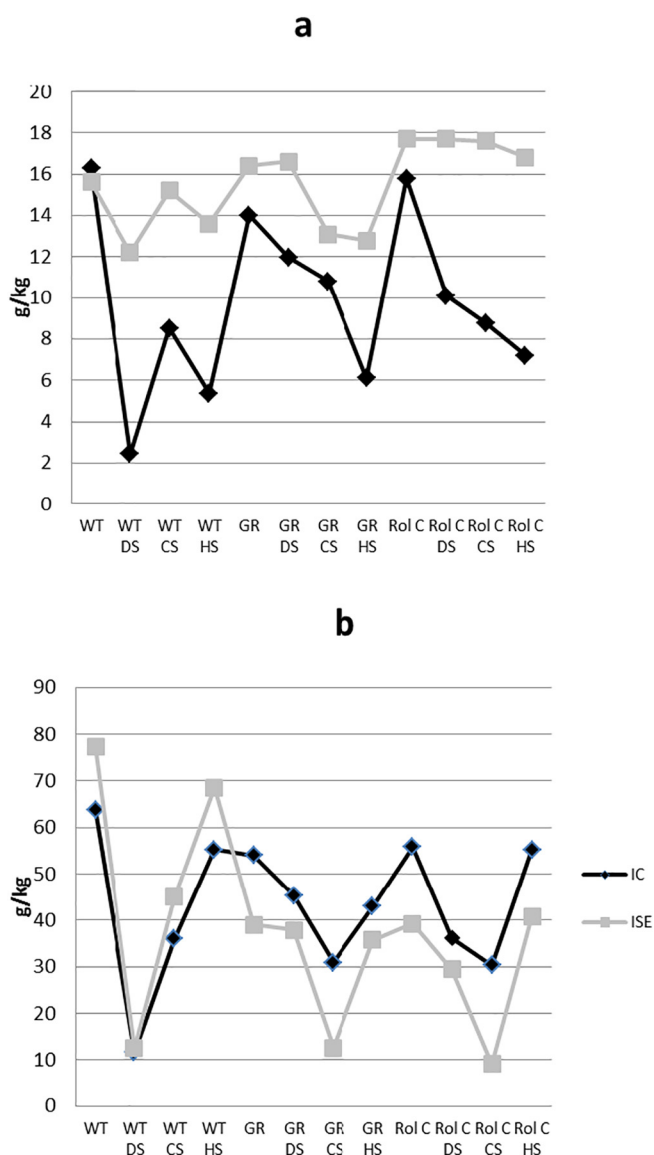 a
20
18
16
14
12
10
8
6
4
2
0
g/kg
WT WT WT WT GR GR GR GR Rol C Rol C Rol C Rol C
DS CS HS DS CS HS DS CS HS
b
90
80
70
60
50
40
30
20
10
0
g/kg
IC
ISE
WT WT WT WT GR GR GR GR Rol C Rol C Rol C Rol C
DS CS HS DS CS HS DS CS HS